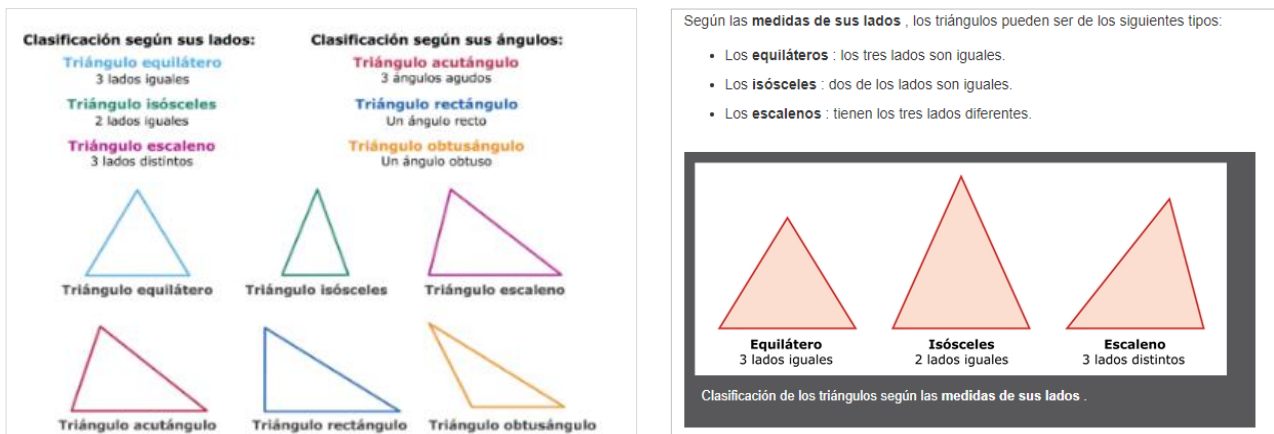 Clasificación según sus lados:
Triángulo equilátero
3 lados iguales
Triángulo isósceles
2 lados iguales
Triángulo escaleno
3 lados distintos
Clasificación según sus ángulos:
Triángulo acutángulo
3 ángulos agudos
Triángulo rectángulo
Un ángulo recto
Triángulo obtusángulo
Un ángulo obtuso
Triángulo equilátero
Triángulo isósceles
Triángulo escaleno
Triángulo acutángulo
Triángulo rectángulo
Triángulo obtusángulo
Según las medidas de sus lados , los triángulos pueden ser de los siguientes tipos:
• Los equiláteros : los tres lados son iguales.
• Los isósceles : dos de los lados son iguales.
• Los escalenos : tienen los tres lados diferentes.
Equilátero
3 lados iguales
Isósceles
2 lados iguales
Escaleno
3 lados distintos
Clasificación de los triángulos según las medidas de sus lados .